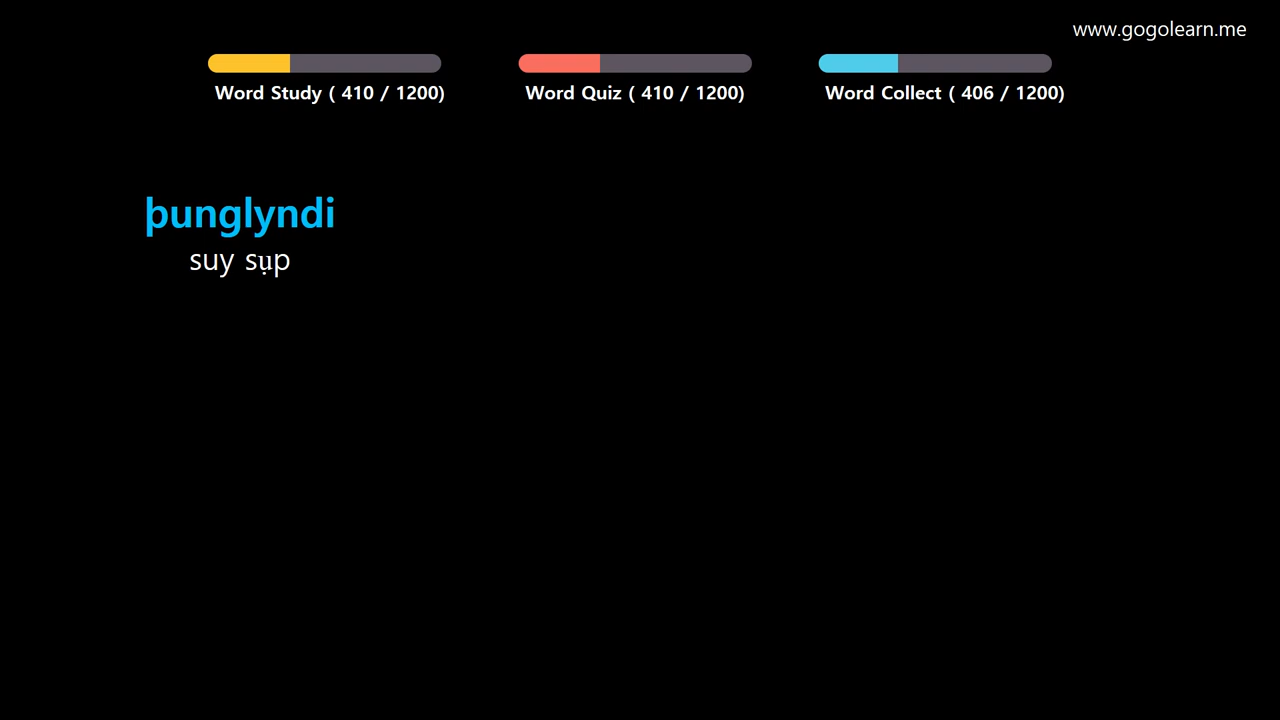 www.gogolearn.me
Word Study ( 410 / 1200)
Word Quiz ( 410 / 1200)
Word Collect ( 406 / 1200)
þunglyndi
suy sụp